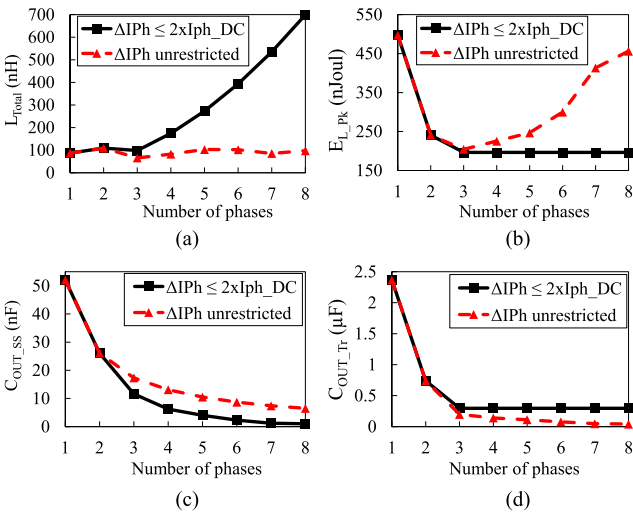 ΔIPh ≤ 2xIph_DC
ΔIPh unrestricted
L_Total (nH)
700
600
500
400
300
200
100
0
1 2 3 4 5 6 7 8
Number of phases
(a)
ΔIPh ≤ 2xIph_DC
ΔIPh unrestricted
E_L_Pk (nJoul)
550
450
350
250
150
1 2 3 4 5 6 7 8
Number of phases
(b)
ΔIPh ≤ 2xIph_DC
ΔIPh unrestricted
C_OUT_SS (nF)
50
40
30
20
10
0
1 2 3 4 5 6 7 8
Number of phases
(c)
ΔIPh ≤ 2xIph_DC
ΔIPh unrestricted
C_OUT_Tr (µF)
2.5
2
1.5
1
0.5
0
1 2 3 4 5 6 7 8
Number of phases
(d)